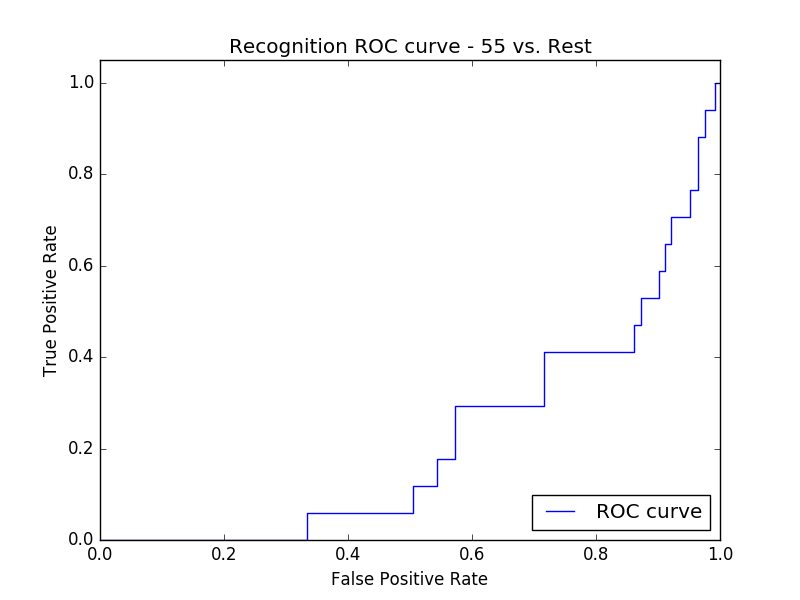 Recognition ROC curve - 55 vs. Rest
1.0
0.8
0.6
0.4
0.2
0.0
True Positive Rate
ROC curve
0.0 0.2 0.4 0.6 0.8 1.0
False Positive Rate